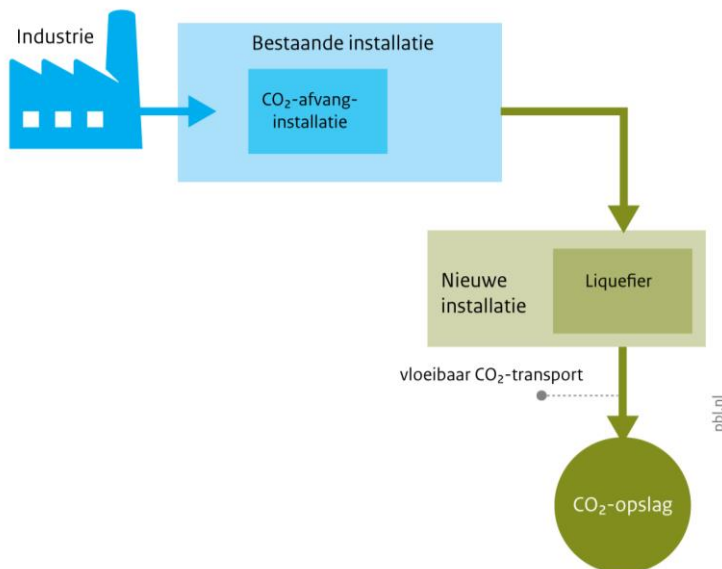 Industrie
Bestaande installatie
CO₂-afvang-
installatie
Nieuwe
installatie
Liquefier
vloeibaar CO₂-transport
pbl.nl
CO₂-opslag